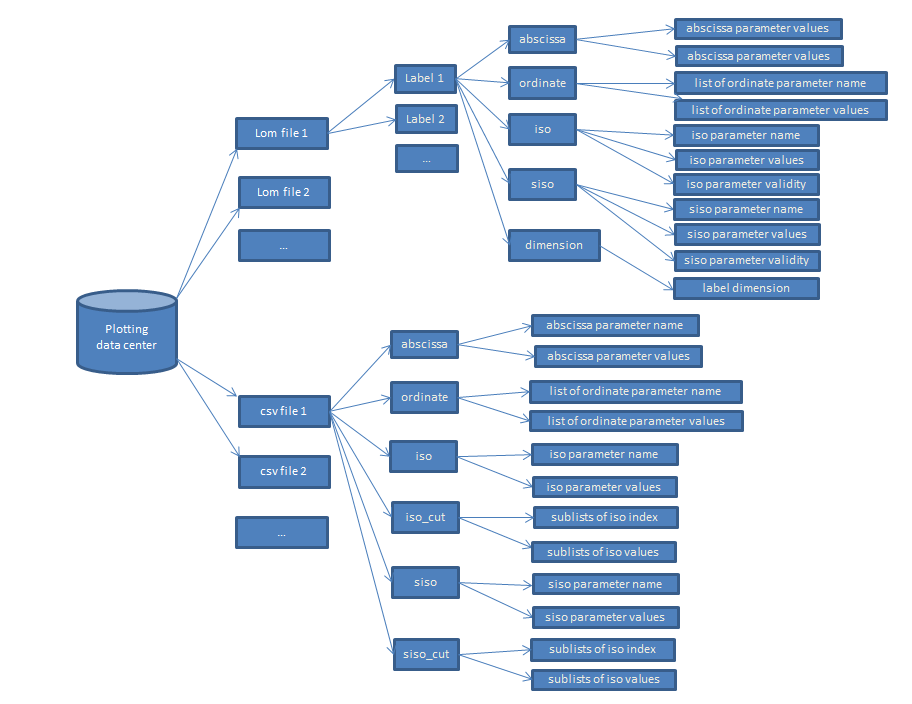 Plotting
data center
Lom file 1
Lom file 2
...
Label 1
Label 2
...
abscissa
abscissa parameter values
abscissa parameter values
ordinate
list of ordinate parameter name
list of ordinate parameter values
iso
iso parameter name
iso parameter values
iso parameter validity
siso
siso parameter name
siso parameter values
siso parameter validity
dimension
label dimension
csv file 1
csv file 2
...
abscissa
abscissa parameter name
abscissa parameter values
ordinate
list of ordinate parameter name
list of ordinate parameter values
iso
iso parameter name
iso parameter values
iso_cut
sublists of iso index
sublists of iso values
siso
siso parameter name
siso parameter values
siso_cut
sublists of iso index
sublists of iso values